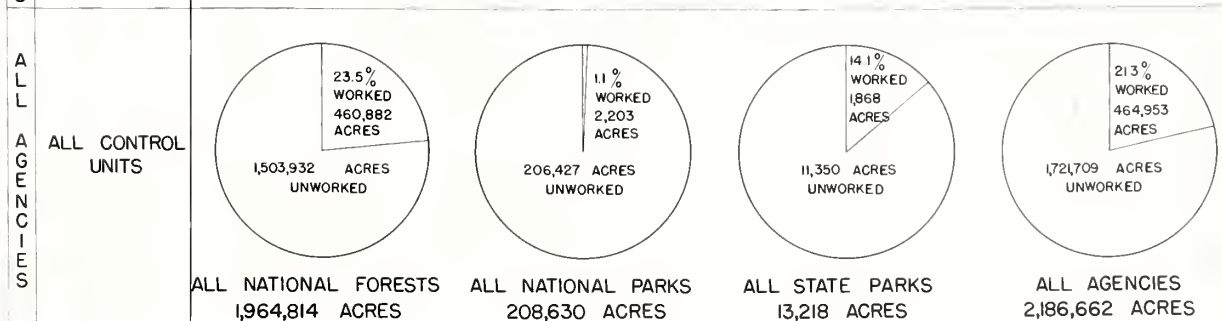 ALL AGENCIES
ALL CONTROL
UNITS
23.5%
WORKED
460,882
ACRES
1,503,932 ACRES
UNWORKED
ALL NATIONAL FORESTS
1,964,814 ACRES
1.1%
WORKED
2,203
ACRES
206,427 ACRES
UNWORKED
ALL NATIONAL PARKS
208,630 ACRES
14.1%
WORKED
1,868
ACRES
11,350 ACRES
UNWORKED
ALL STATE PARKS
13,218 ACRES
21.3%
WORKED
464,953
ACRES
1,721,709 ACRES
UNWORKED
ALL AGENCIES
2,186,662 ACRES